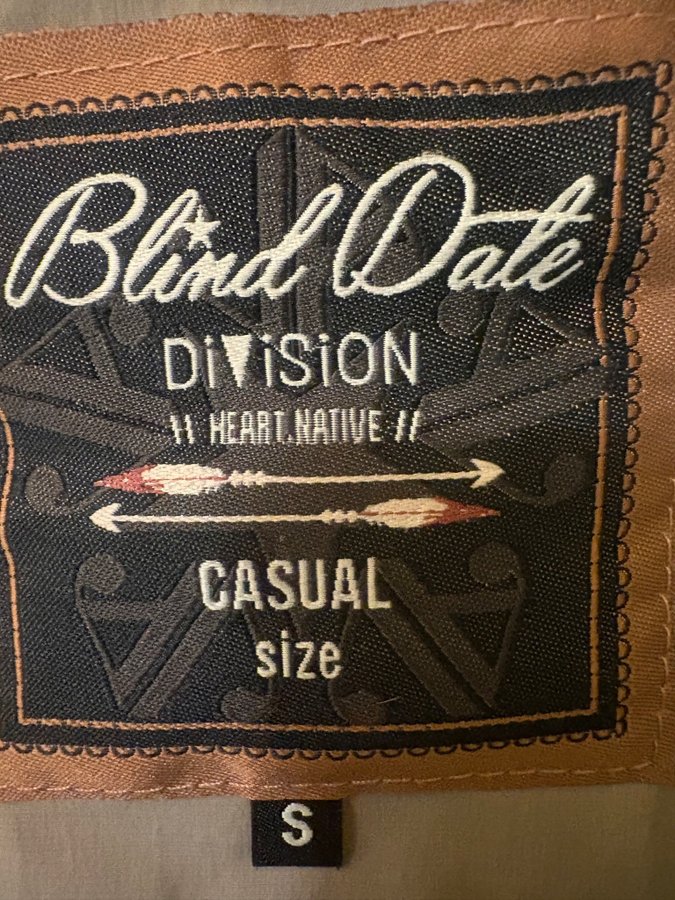 Blind Date
DiViSiON
\\ HEART.NATIVE //
CASUAL
size
S